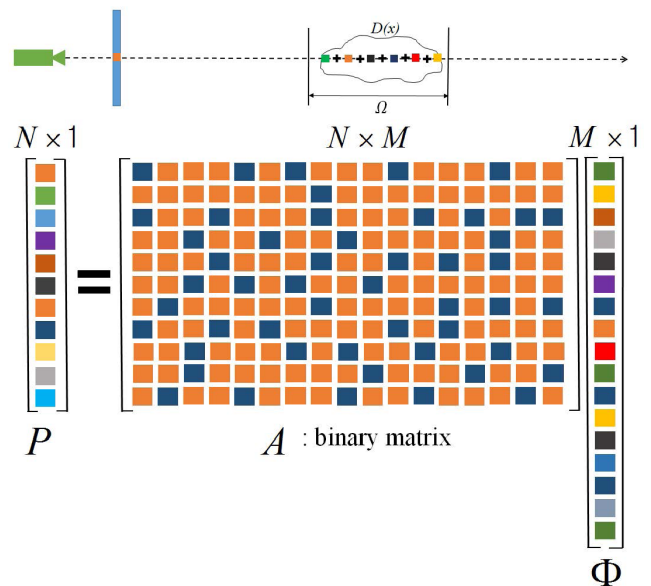 D(x)
Ω
N × 1
N × M
M × 1
=
P
A : binary matrix
Φ